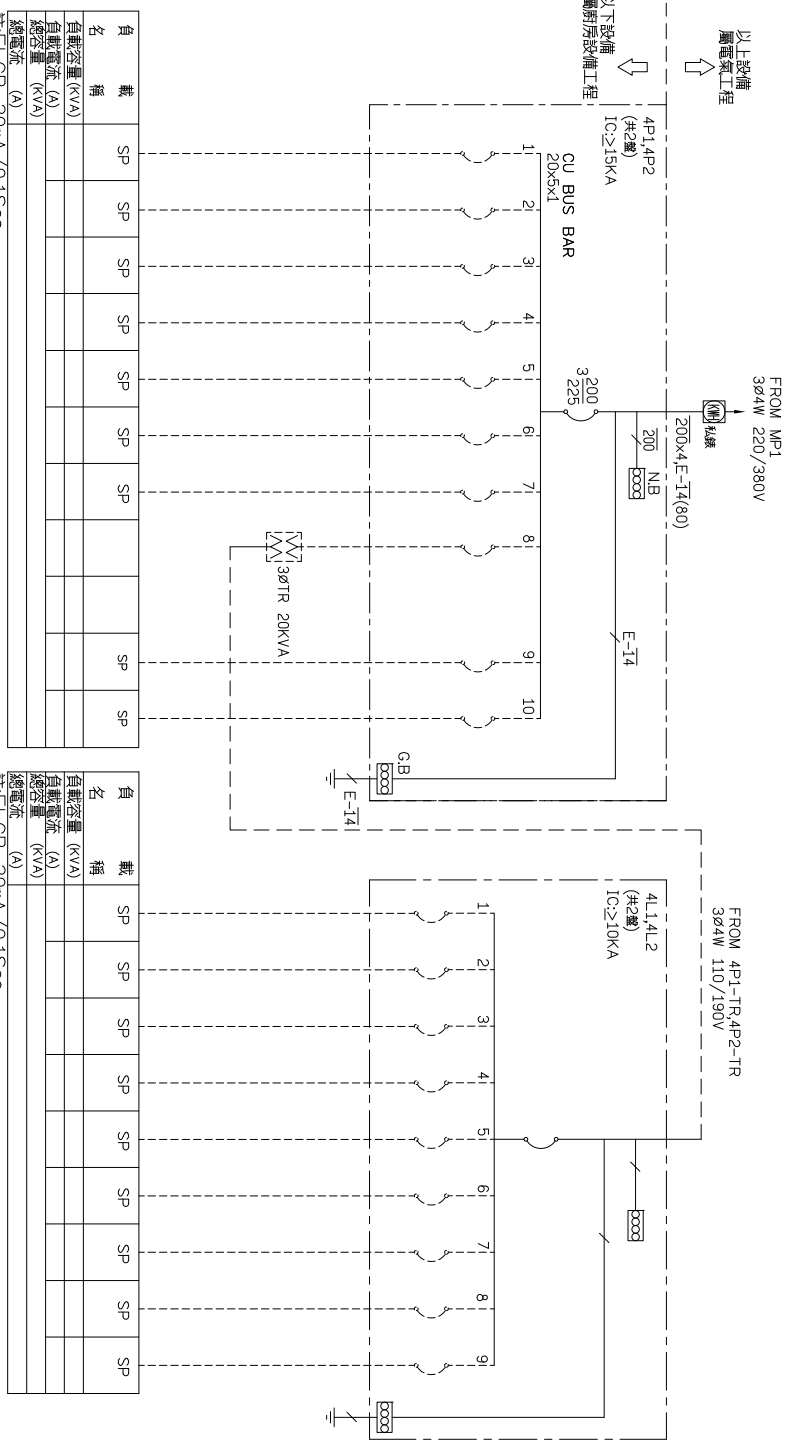 以上設備
屬電氣工程
以下設備
屬廚房設備工程
FROM MP1
3ø4W 220/380V
KWH
私錶
200x4,E-14(80)
200
N.B
E-14
4P1,4P2
(共2盤)
IC:≥15KA
3 200
225
CU BUS BAR
20x5x1
1
2
3
4
5
6
7
8
9
10
3øTR 20KVA
G.B
E-14
負載
名稱
SP
SP
SP
SP
SP
SP
SP
SP
SP
負載容量(KVA)
負載電流 (A)
總容量 (KVA)
總電流 (A)
FROM 4P1-TR,4P2-TR
3ø4W 110/190V
4L1,4L2
(共2盤)
IC:≥10KA
1
2
3
4
5
6
7
8
9
負載
名稱
SP
SP
SP
SP
SP
SP
SP
SP
SP
負載容量(KVA)
負載電流 (A)
總容量 (KVA)
總電流 (A)